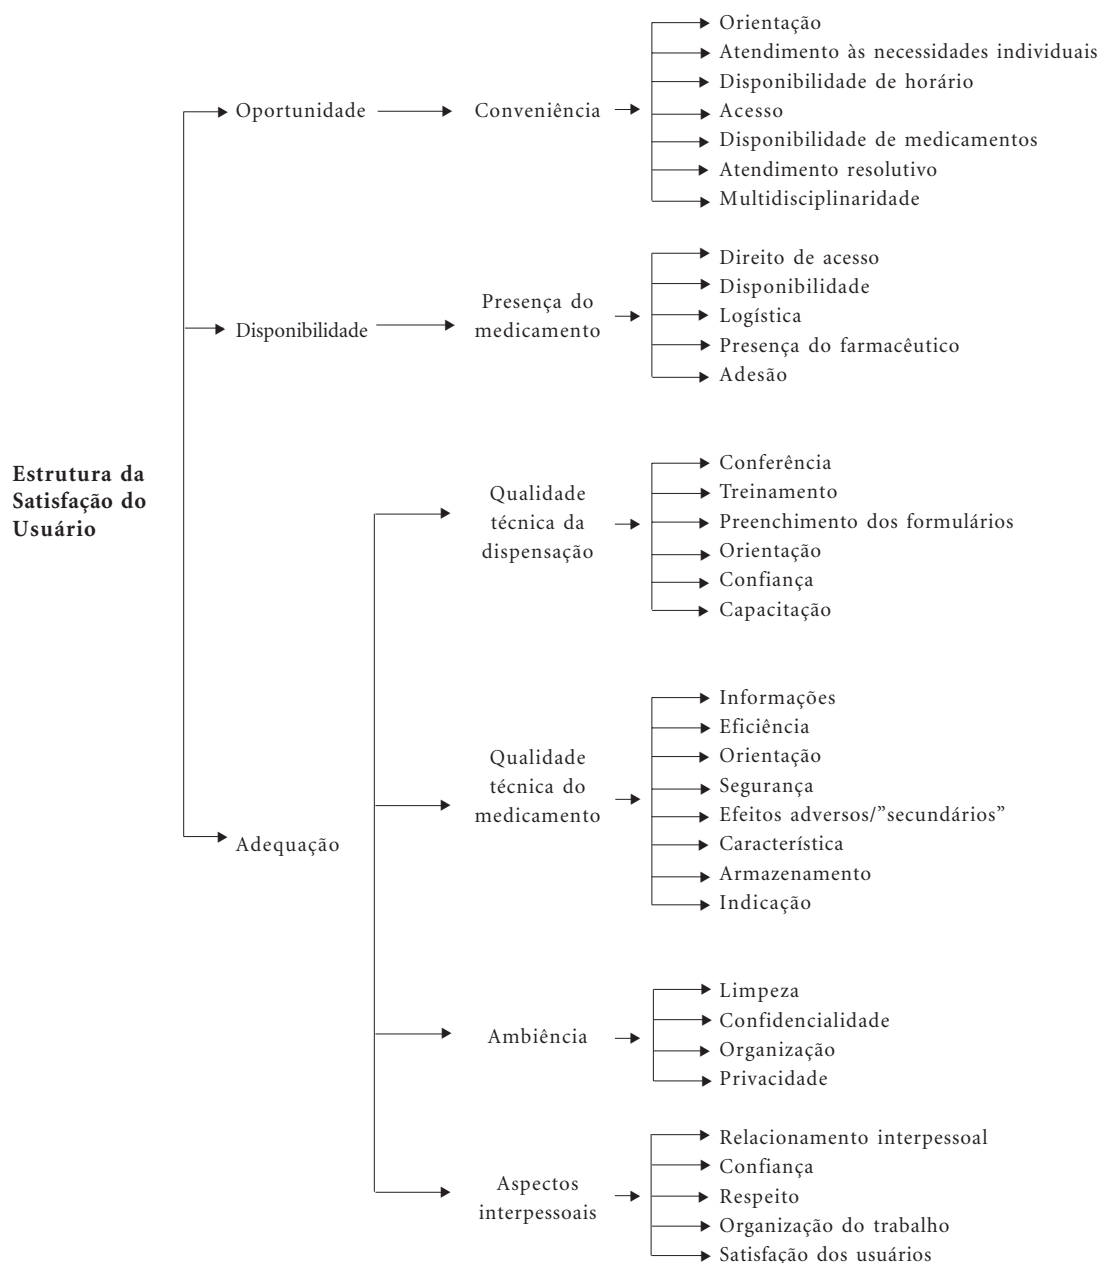 Estrutura da
Satisfação do
Usuário
Oportunidade
Conveniência
Orientação
Atendimento às necessidades individuais
Disponibilidade de horário
Acesso
Disponibilidade de medicamentos
Atendimento resolutivo
Multidisciplinaridade
Disponibilidade
Presença do
medicamento
Direito de acesso
Disponibilidade
Logística
Presença do farmacêutico
Adesão
Adequação
Qualidade
técnica da
dispensação
Conferência
Treinamento
Preenchimento dos formulários
Orientação
Confiança
Capacitação
Qualidade
técnica do
medicamento
Informações
Eficiência
Orientação
Segurança
Efeitos adversos/”secundários”
Característica
Armazenamento
Indicação
Ambiência
Limpeza
Confidencialidade
Organização
Privacidade
Aspectos
interpessoais
Relacionamento interpessoal
Confiança
Respeito
Organização do trabalho
Satisfação dos usuários